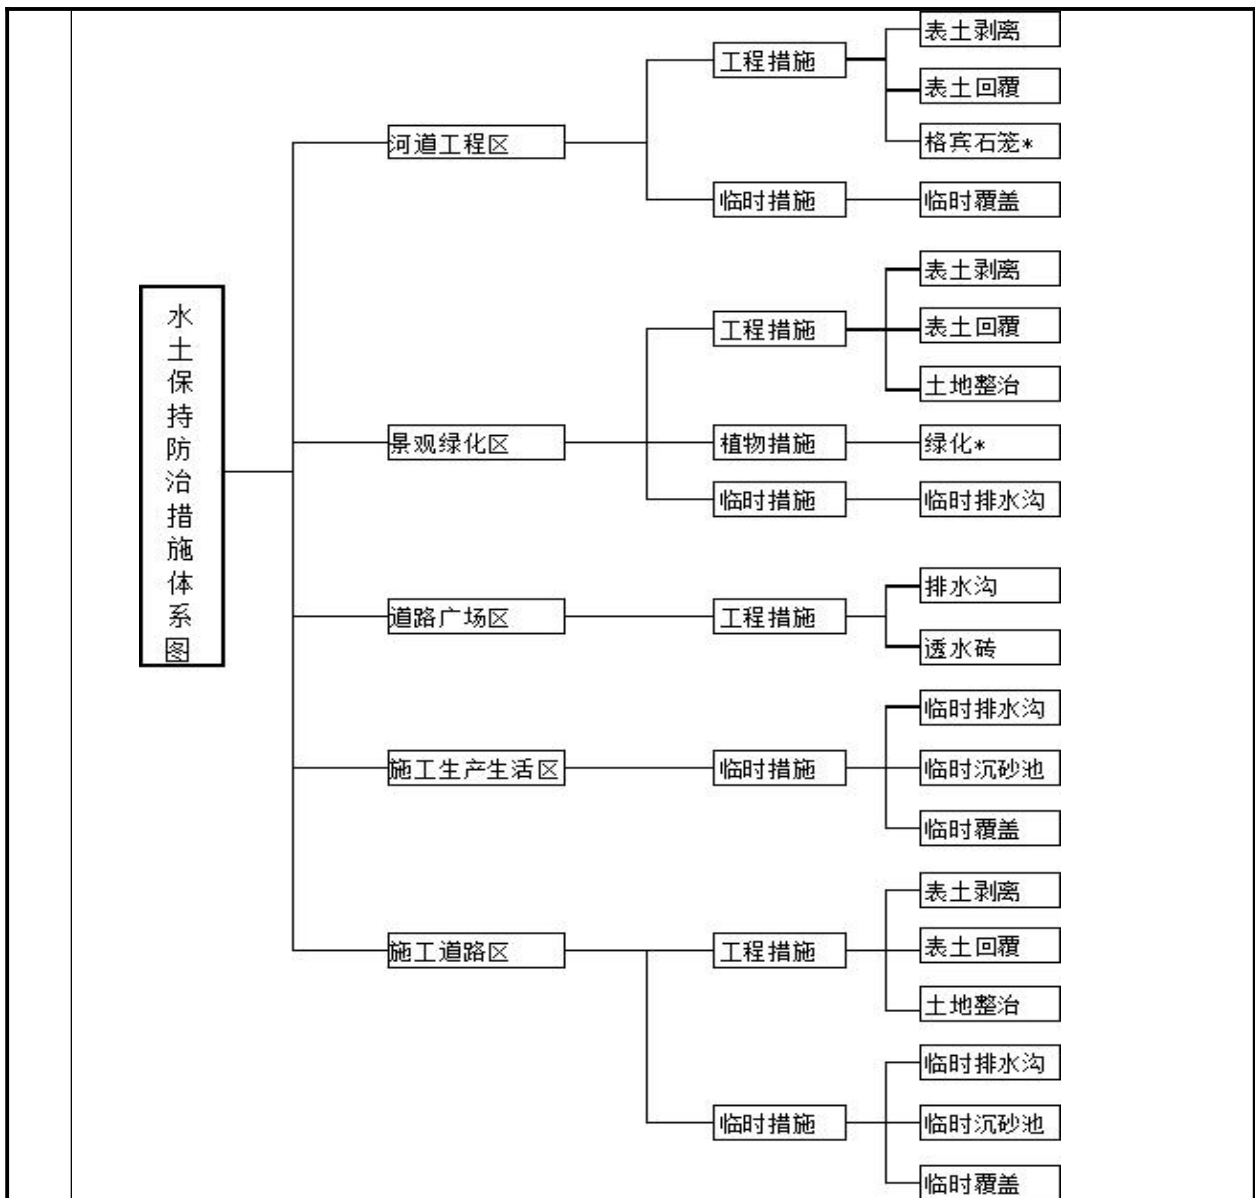 水土保持防治措施体系图
河道工程区
工程措施
表土剥离
表土回覆
格宾石笼*
临时措施
临时覆盖
景观绿化区
工程措施
表土剥离
表土回覆
土地整治
植物措施
绿化*
临时措施
临时排水沟
道路广场区
工程措施
排水沟
透水砖
施工生产生活区
临时措施
临时排水沟
临时沉砂池
临时覆盖
施工道路区
工程措施
表土剥离
表土回覆
土地整治
临时措施
临时排水沟
临时沉砂池
临时覆盖